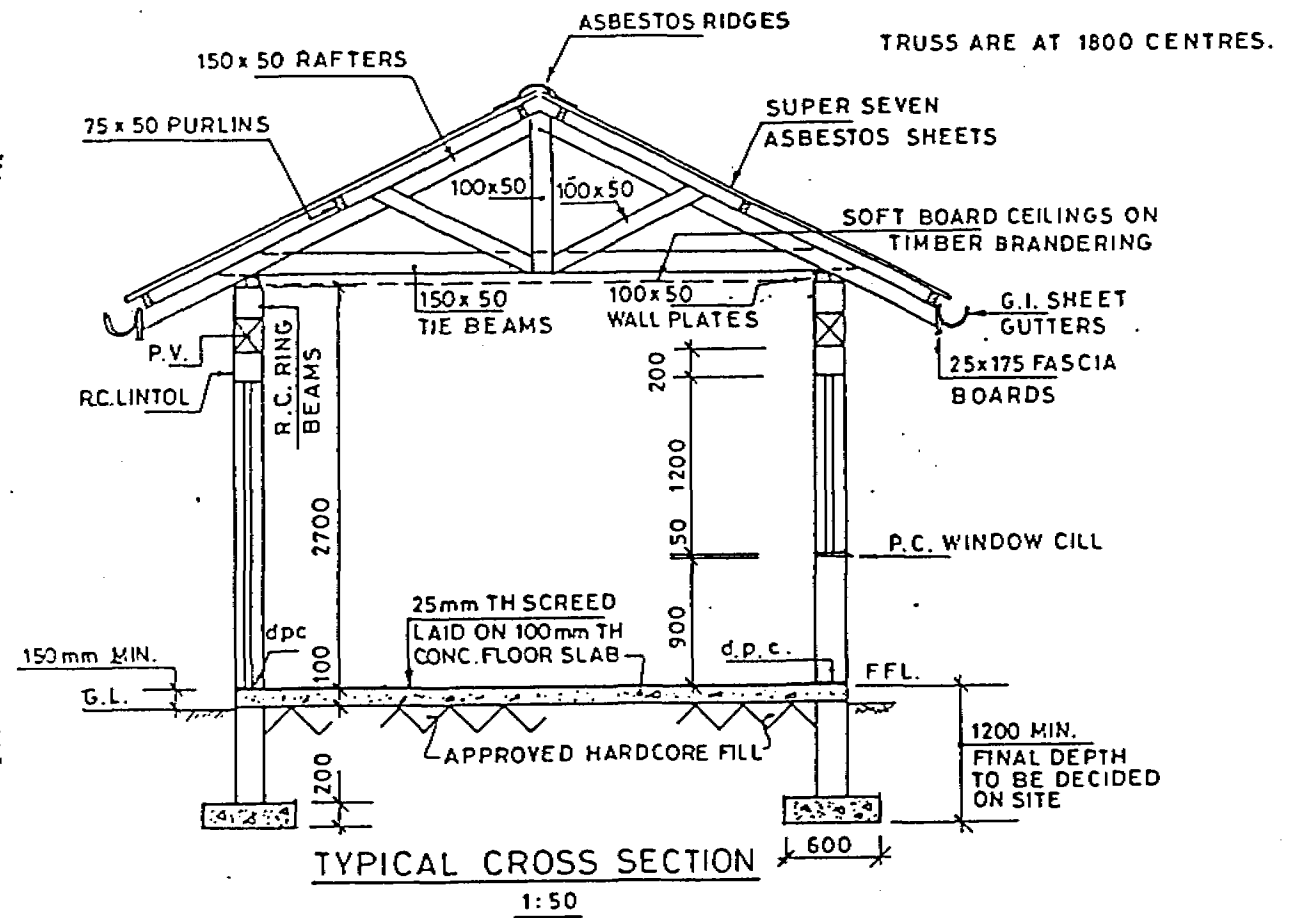 ASBESTOS RIDGES
TRUSS ARE AT 1800 CENTRES.
150 x 50 RAFTERS
75 x 50 PURLINS
SUPER SEVEN
ASBESTOS SHEETS
100x50
100x50
SOFT BOARD CEILINGS ON
TIMBER BRANDERING
150x 50
TIE BEAMS
100x50
WALL PLATES
G.I. SHEET
GUTTERS
P.V.
R.C. LINTOL
R.C. RING
BEAMS
25x175 FASCIA
BOARDS
200
1200
50
900
2700
P.C. WINDOW CILL
25mm TH SCREED
LAID ON 100mm TH
CONC. FLOOR SLAB
dpc
d.p.c.
150mm MIN.
G.L.
100
FFL.
APPROVED HARDCORE FILL
1200 MIN.
FINAL DEPTH
TO BE DECIDED
ON SITE
200
600
TYPICAL CROSS SECTION
1:50